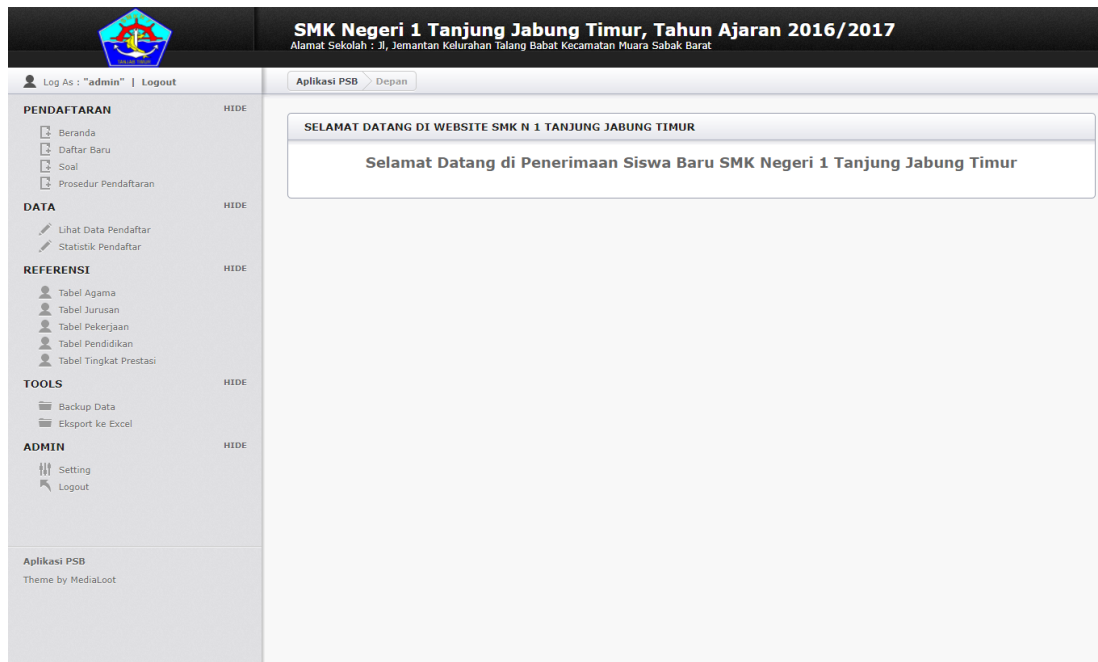 SMK Negeri 1 Tanjung Jabung Timur, Tahun Ajaran 2016/2017
Alamat Sekolah : Jl, Jemantan Kelurahan Talang Babat Kecamatan Muara Sabak Barat
Log As : "admin" | Logout
Aplikasi PSB Depan
PENDAFTARAN HIDE
Beranda
Daftar Baru
Soal
Prosedur Pendaftaran
DATA HIDE
Lihat Data Pendaftar
Statistik Pendaftar
REFERENSI HIDE
Tabel Agama
Tabel Jurusan
Tabel Pekerjaan
Tabel Pendidikan
Tabel Tingkat Prestasi
TOOLS HIDE
Backup Data
Eksport ke Excel
ADMIN HIDE
Setting
Logout
Aplikasi PSB
Theme by MediaLoot
SELAMAT DATANG DI WEBSITE SMK N 1 TANJUNG JABUNG TIMUR
Selamat Datang di Penerimaan Siswa Baru SMK Negeri 1 Tanjung Jabung Timur